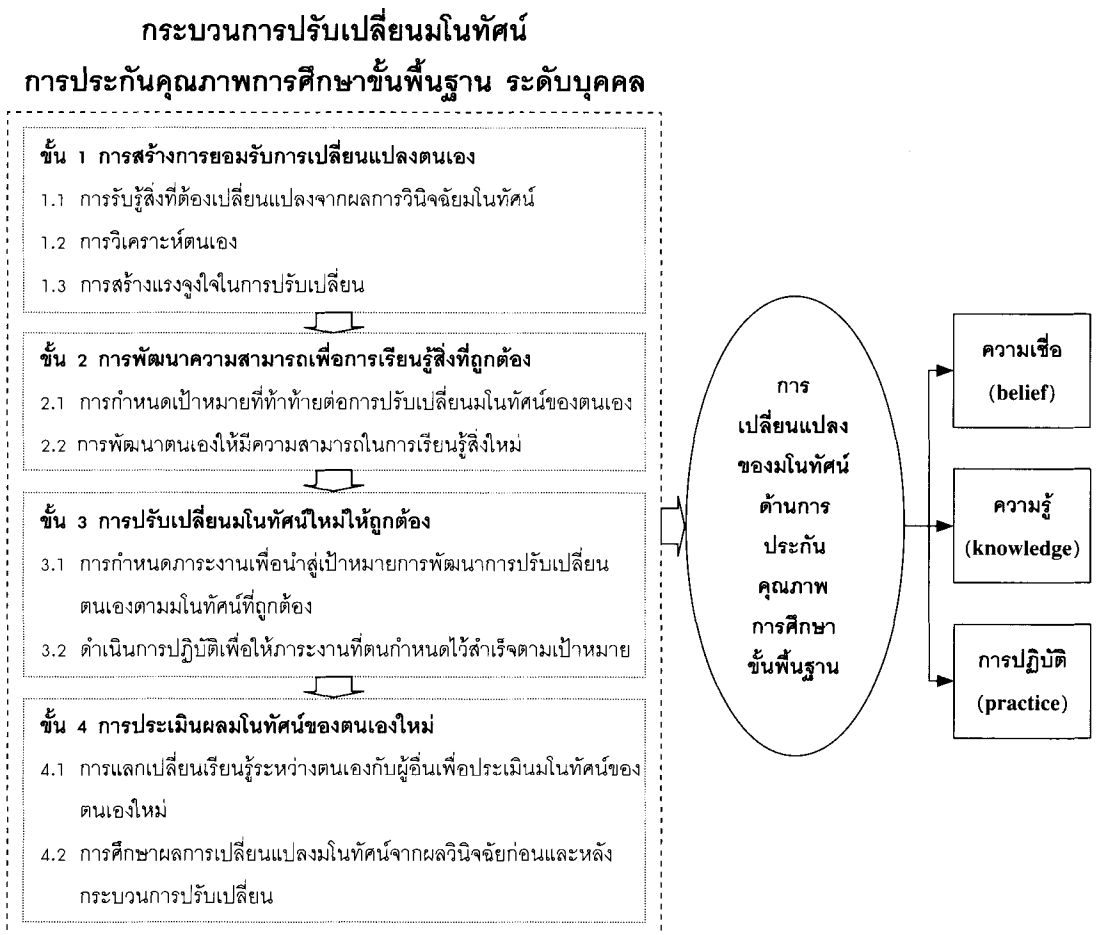 กระบวนการปรับเปลี่ยนมโนทัศน์
การประกันคุณภาพการศึกษาขั้นพื้นฐาน ระดับบุคคล
ขั้น 1 การสร้างการยอมรับการเปลี่ยนแปลงตนเอง
1.1 การรับรู้สิ่งที่ต้องเปลี่ยนแปลงจากผลการวินิจฉัยมโนทัศน์
1.2 การวิเคราะห์ตนเอง
1.3 การสร้างแรงจูงใจในการปรับเปลี่ยน
ขั้น 2 การพัฒนาความสามารถเพื่อการเรียนรู้สิ่งที่ถูกต้อง
2.1 การกำหนดเป้าหมายที่ท้าทายต่อการปรับเปลี่ยนมโนทัศน์ของตนเอง
2.2 การพัฒนาตนเองให้มีความสามารถในการเรียนรู้สิ่งใหม่
ขั้น 3 การปรับเปลี่ยนมโนทัศน์ใหม่ให้ถูกต้อง
3.1 การกำหนดภาระงานเพื่อนำสู่เป้าหมายการพัฒนาการปรับเปลี่ยน
ตนเองตามมโนทัศน์ที่ถูกต้อง
3.2 ดำเนินการปฏิบัติเพื่อให้ภาระงานที่ตนกำหนดไว้สำเร็จตามเป้าหมาย
ขั้น 4 การประเมินผลมโนทัศน์ของตนเองใหม่
4.1 การแลกเปลี่ยนเรียนรู้ระหว่างตนเองกับผู้อื่นเพื่อประเมินมโนทัศน์ของ
ตนเองใหม่
4.2 การศึกษาผลการเปลี่ยนแปลงมโนทัศน์จากผลวินิจฉัยก่อนและหลัง
กระบวนการปรับเปลี่ยน
การ
เปลี่ยนแปลง
ของมโนทัศน์
ด้านการ
ประกัน
คุณภาพ
การศึกษา
ขั้นพื้นฐาน
ความเชื่อ
(belief)
ความรู้
(knowledge)
การปฏิบัติ
(practice)